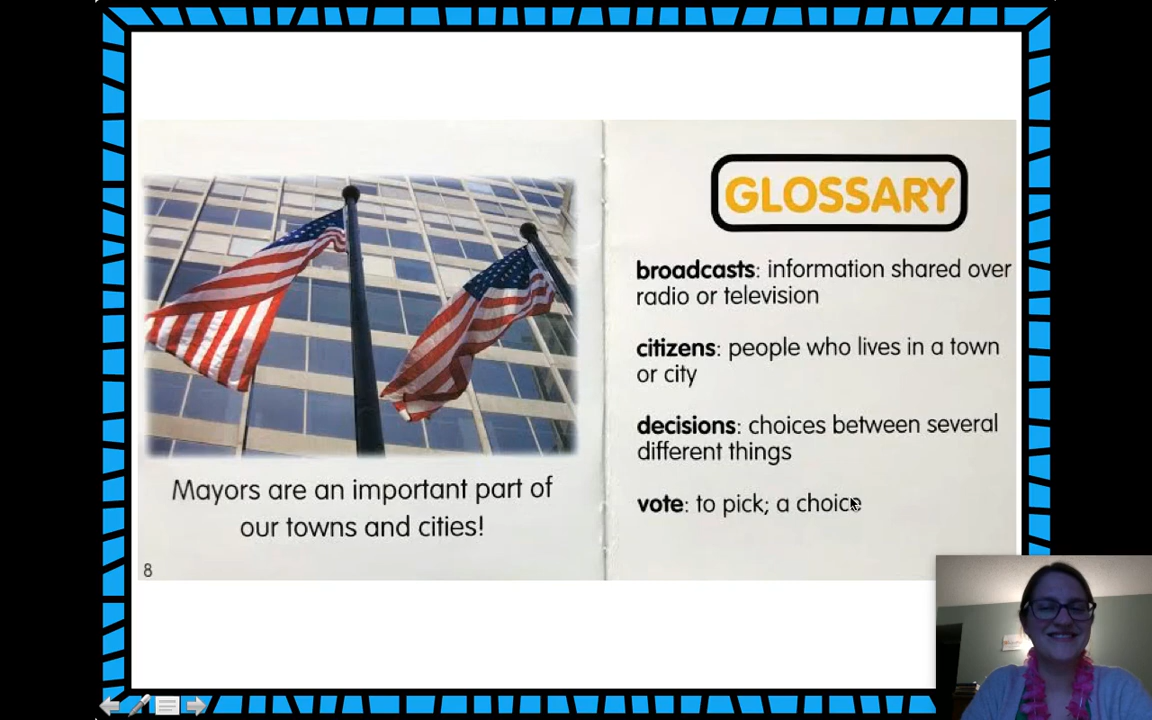 Mayors are an important part of
our towns and cities!
8
GLOSSARY
broadcasts: information shared over
radio or television
citizens: people who lives in a town
or city
decisions: choices between several
different things
vote: to pick; a choice